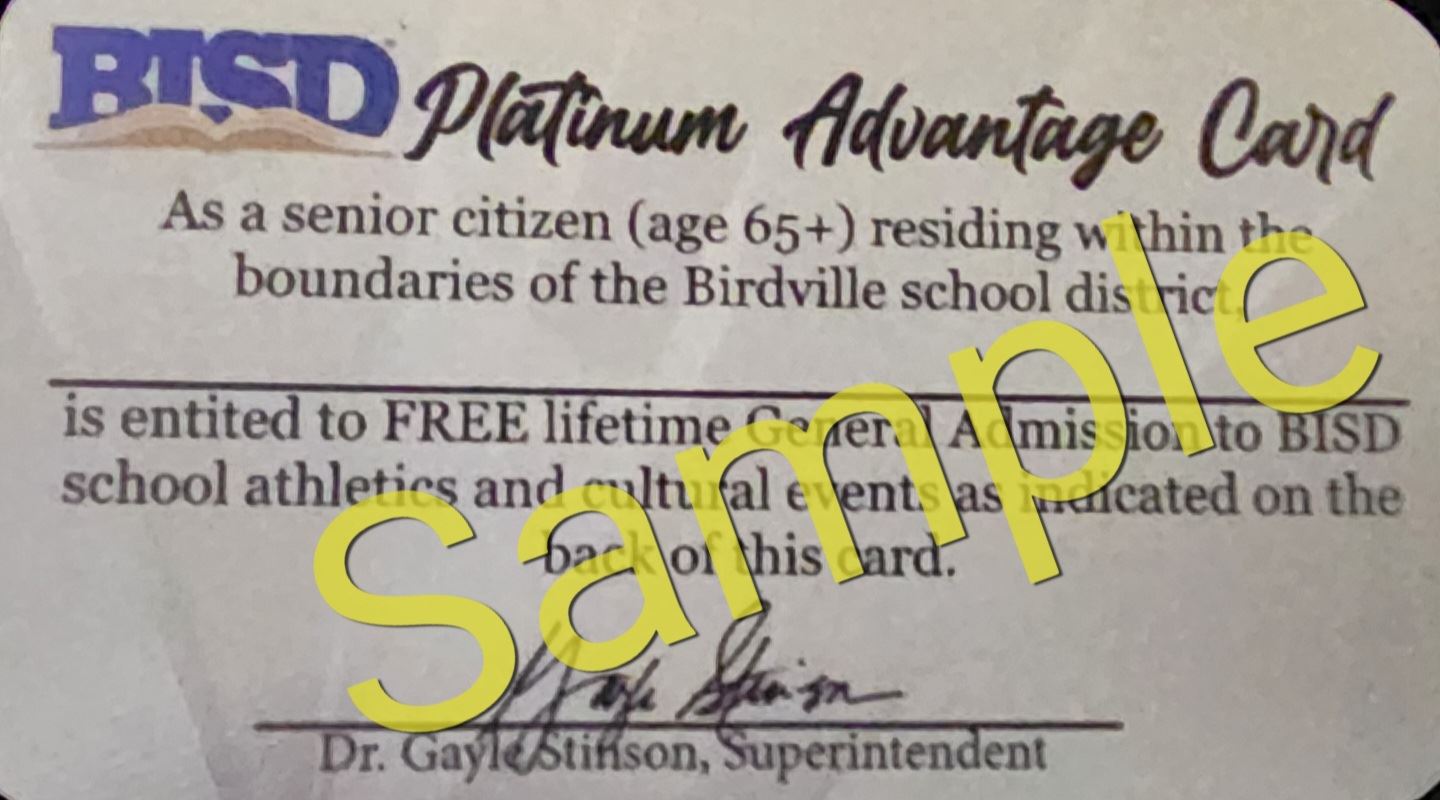 BISD Platinum Advantage Card
As a senior citizen (age 65+) residing within the
boundaries of the Birdville school district,
is entited to FREE lifetime General Admission to BISD
school athletics and cultural events as indicated on the
back of this card.
Sample
Gayle Stinson
Dr. Gayle Stinson, Superintendent